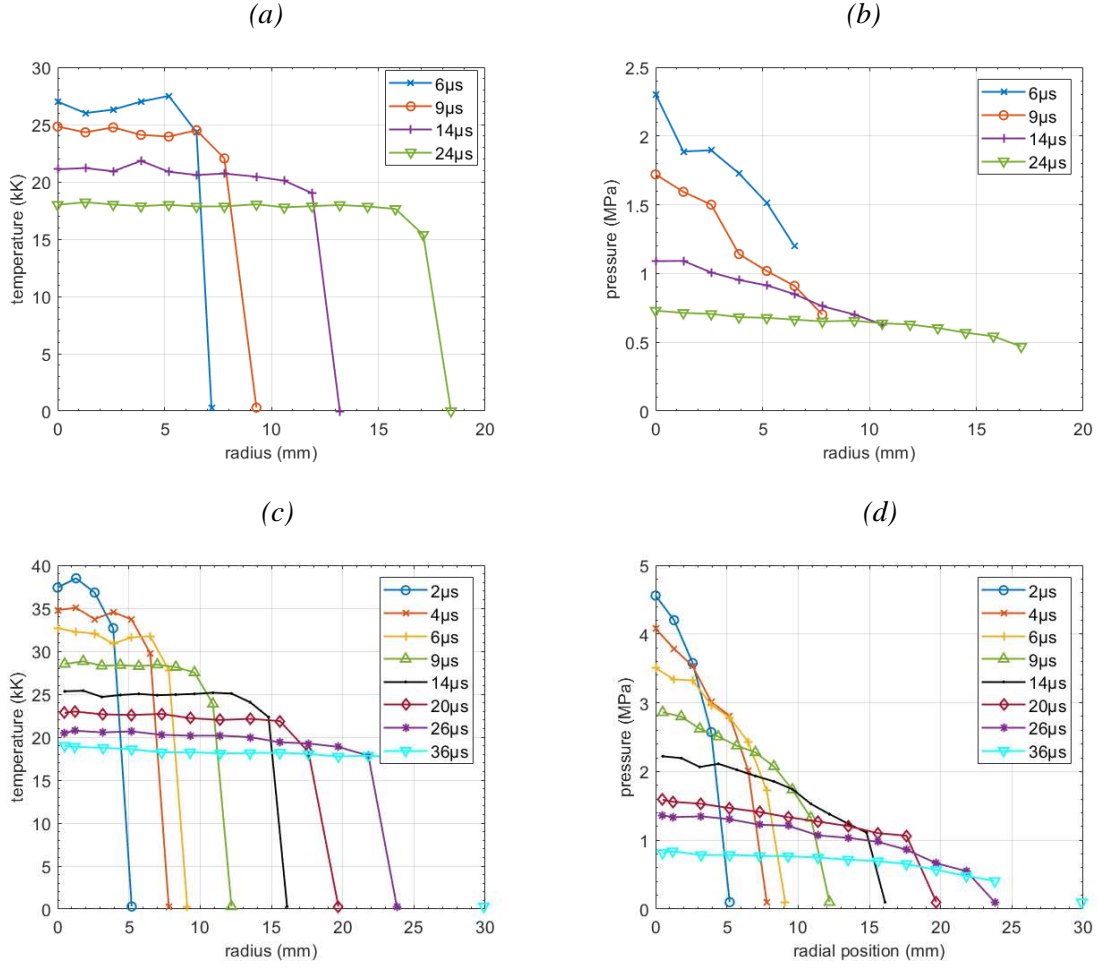 (a)
(b)
30
25
20
15
10
5
0
temperature (kK)
0 5 10 15 20
radius (mm)
6µs
9µs
14µs
24µs
2.5
2
1.5
1
0.5
0
pressure (MPa)
0 5 10 15 20
radius (mm)
6µs
9µs
14µs
24µs
(c)
(d)
40
35
30
25
20
15
10
5
0
temperature (kK)
0 5 10 15 20 25 30
radius (mm)
2µs
4µs
6µs
9µs
14µs
20µs
26µs
36µs
5
4
3
2
1
0
pressure (MPa)
0 5 10 15 20 25 30
radial position (mm)
2µs
4µs
6µs
9µs
14µs
20µs
26µs
36µs